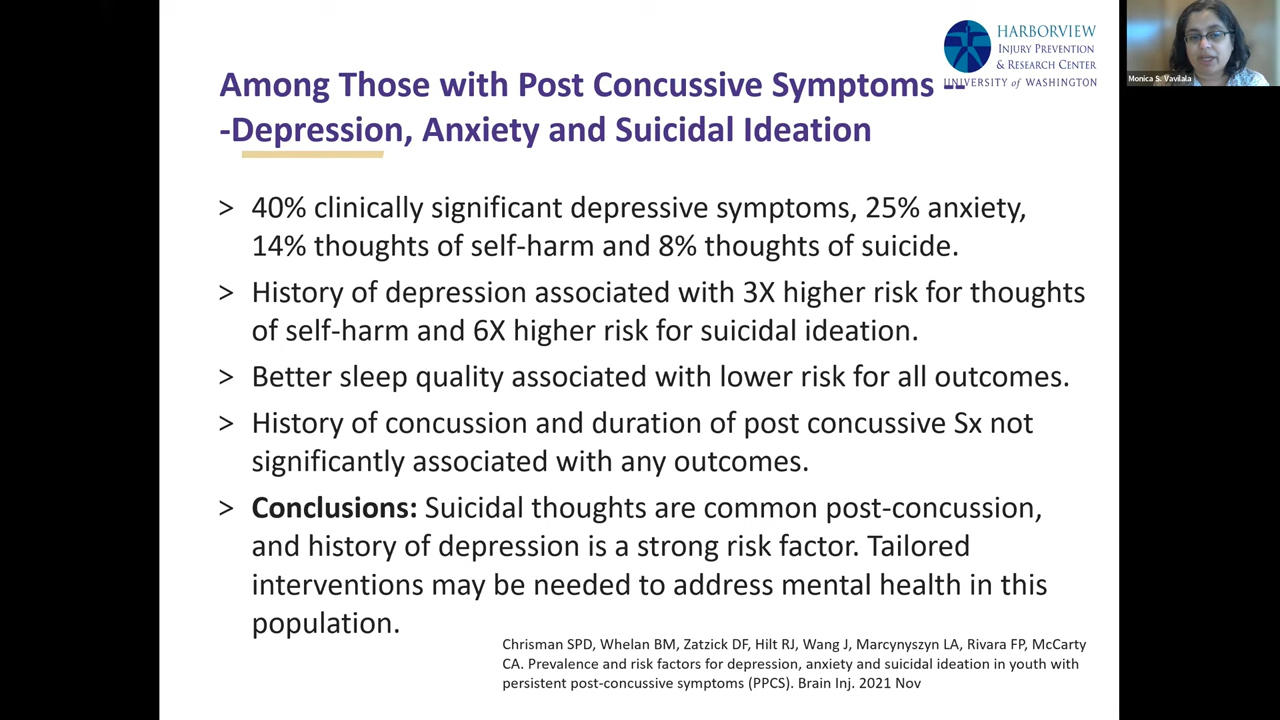 HARBORVIEW
INJURY PREVENTION
& RESEARCH CENTER
UNIVERSITY of WASHINGTON
Monica S. Vavilala
Among Those with Post Concussive Symptoms --
-Depression, Anxiety and Suicidal Ideation
> 40% clinically significant depressive symptoms, 25% anxiety,
14% thoughts of self-harm and 8% thoughts of suicide.
> History of depression associated with 3X higher risk for thoughts
of self-harm and 6X higher risk for suicidal ideation.
> Better sleep quality associated with lower risk for all outcomes.
> History of concussion and duration of post concussive Sx not
significantly associated with any outcomes.
> Conclusions: Suicidal thoughts are common post-concussion,
and history of depression is a strong risk factor. Tailored
interventions may be needed to address mental health in this
population.
Chrisman SPD, Whelan BM, Zatzick DF, Hilt RJ, Wang J, Marcynyszyn LA, Rivara FP, McCarty
CA. Prevalence and risk factors for depression, anxiety and suicidal ideation in youth with
persistent post-concussive symptoms (PPCS). Brain Inj. 2021 Nov